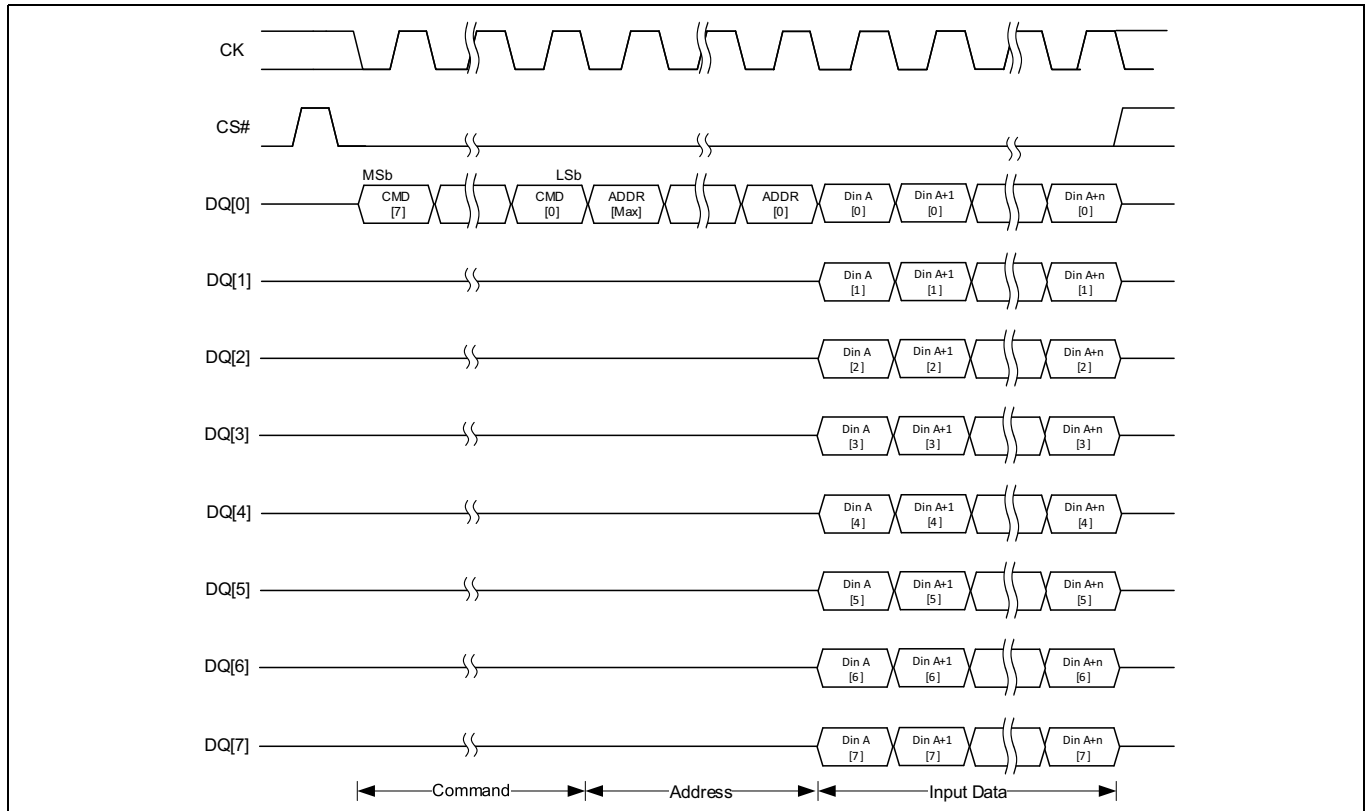 CK
CS#
MSb LSb
DQ[0] CMD [7] CMD [0] ADDR [Max] ADDR [0] Din A [0] Din A+1 [0] Din A+n [0]
DQ[1] Din A [1] Din A+1 [1] Din A+n [1]
DQ[2] Din A [2] Din A+1 [2] Din A+n [2]
DQ[3] Din A [3] Din A+1 [3] Din A+n [3]
DQ[4] Din A [4] Din A+1 [4] Din A+n [4]
DQ[5] Din A [5] Din A+1 [5] Din A+n [5]
DQ[6] Din A [6] Din A+1 [6] Din A+n [6]
DQ[7] Din A [7] Din A+1 [7] Din A+n [7]
Command Address Input Data